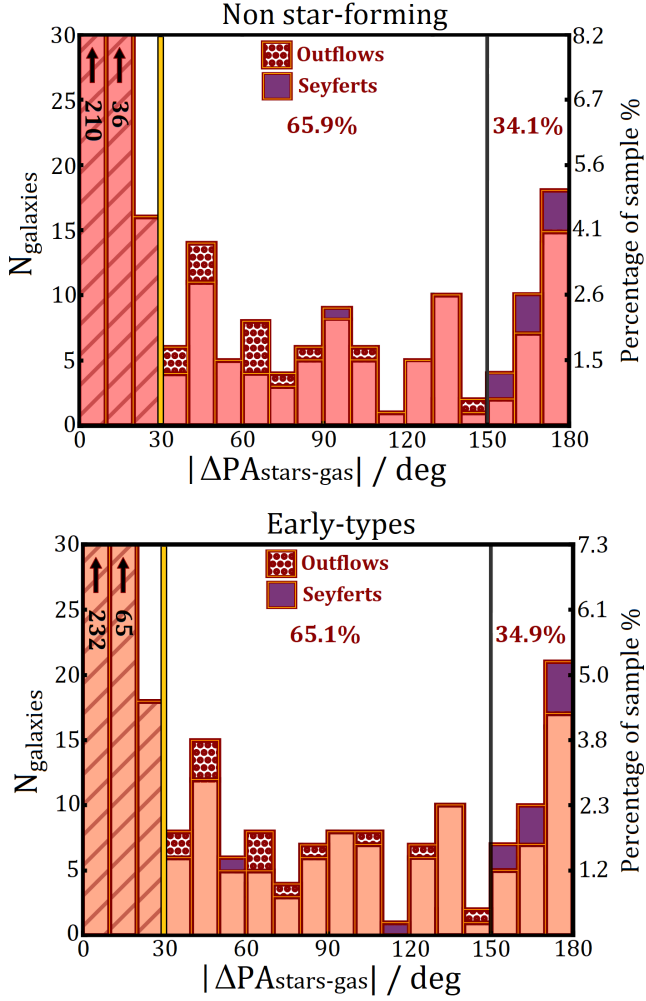 Non star-forming
30
25
20
15
10
5
0
N galaxies
210
36
Outflows
Seyferts
65.9%
34.1%
8.2
6.7
5.6
4.1
2.6
1.5
Percentage of sample %
0 30 60 90 120 150 180
|ΔPAstars-gas| / deg
Early-types
30
25
20
15
10
5
0
N galaxies
232
65
Outflows
Seyferts
65.1%
34.9%
7.3
6.1
5.0
3.8
2.3
1.2
Percentage of sample %
0 30 60 90 120 150 180
|ΔPAstars-gas| / deg